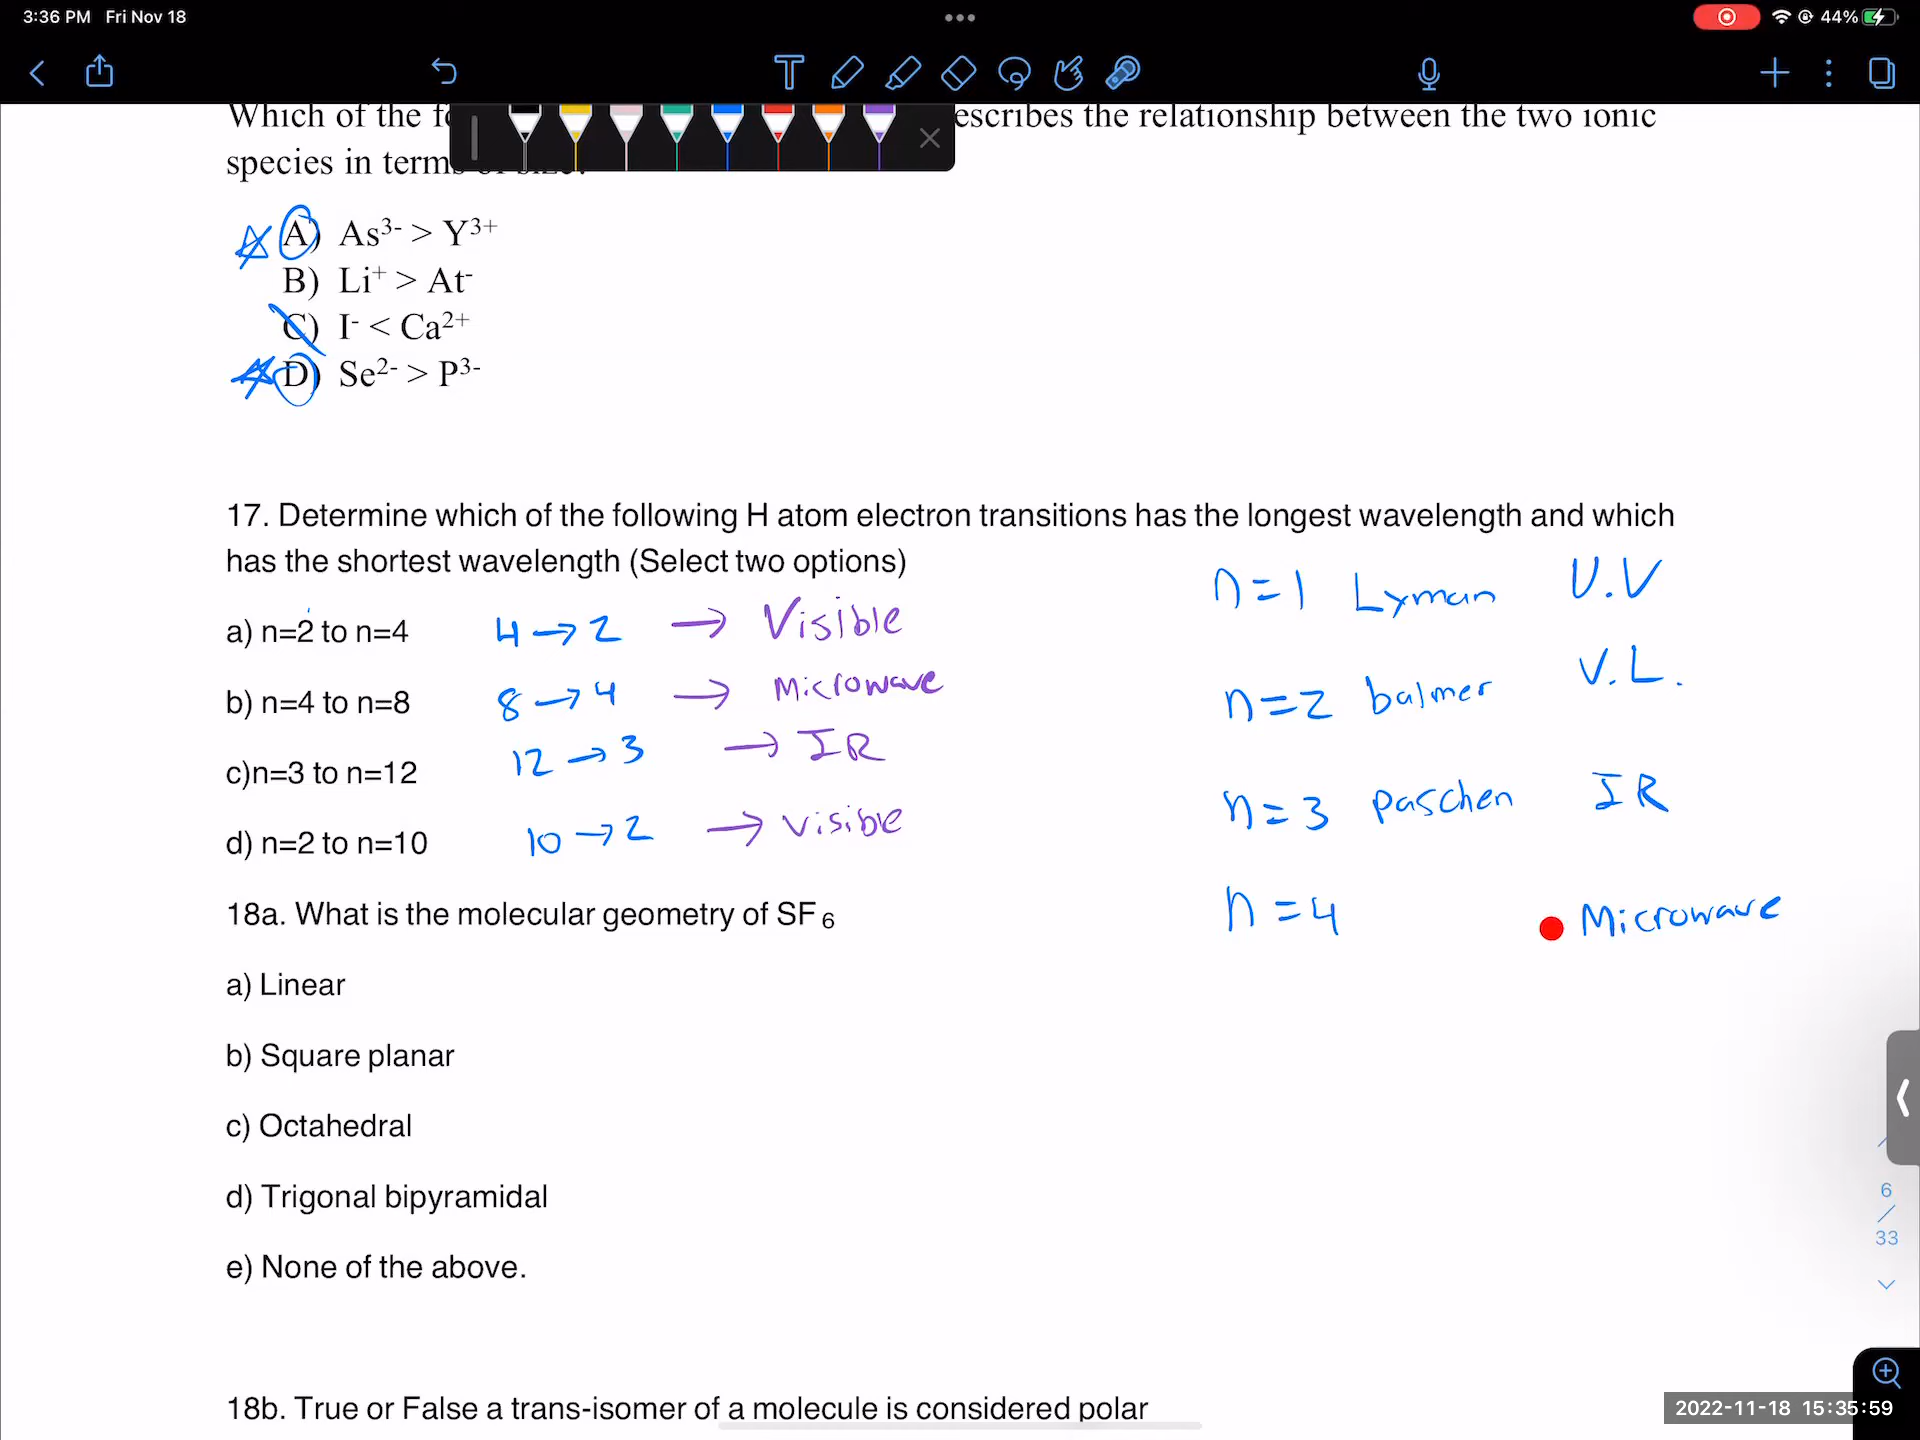 3:36 PM Fri Nov 18
44%
Which of the f escribes the relationship between the two ionic
species in terms of size?
A) As3- > Y3+
B) Li+ > At-
C) I- < Ca2+
D) Se2- > P3-
17. Determine which of the following H atom electron transitions has the longest wavelength and which
has the shortest wavelength (Select two options)
n=1 Lyman U.V
a) n=2 to n=4 4→2 → Visible
n=2 balmer V.L.
b) n=4 to n=8 8→4 → Microwave
c)n=3 to n=12 12→3 → IR
n=3 paschen IR
d) n=2 to n=10 10→2 → visible
18a. What is the molecular geometry of SF6
n=4 Microwave
a) Linear
b) Square planar
c) Octahedral
d) Trigonal bipyramidal
e) None of the above.
6
/
33
18b. True or False a trans-isomer of a molecule is considered polar
2022-11-18 15:35:59